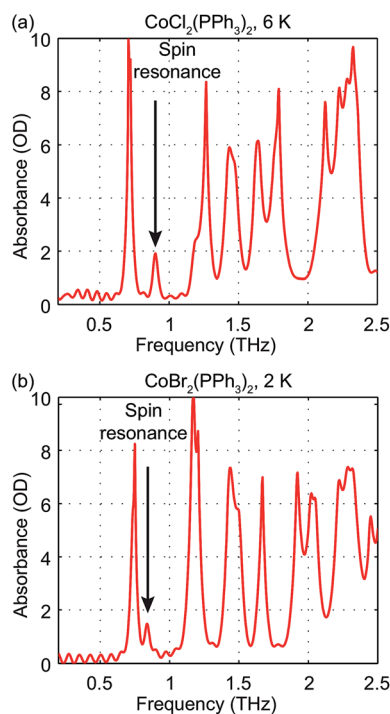 (a) CoCl₂(PPh₃)₂, 6 K
10
8
6
4
2
0
Absorbance (OD)
Spin
resonance
0.5 1 1.5 2 2.5
Frequency (THz)
(b) CoBr₂(PPh₃)₂, 2 K
10
8
6
4
2
0
Absorbance (OD)
Spin
resonance
0.5 1 1.5 2 2.5
Frequency (THz)